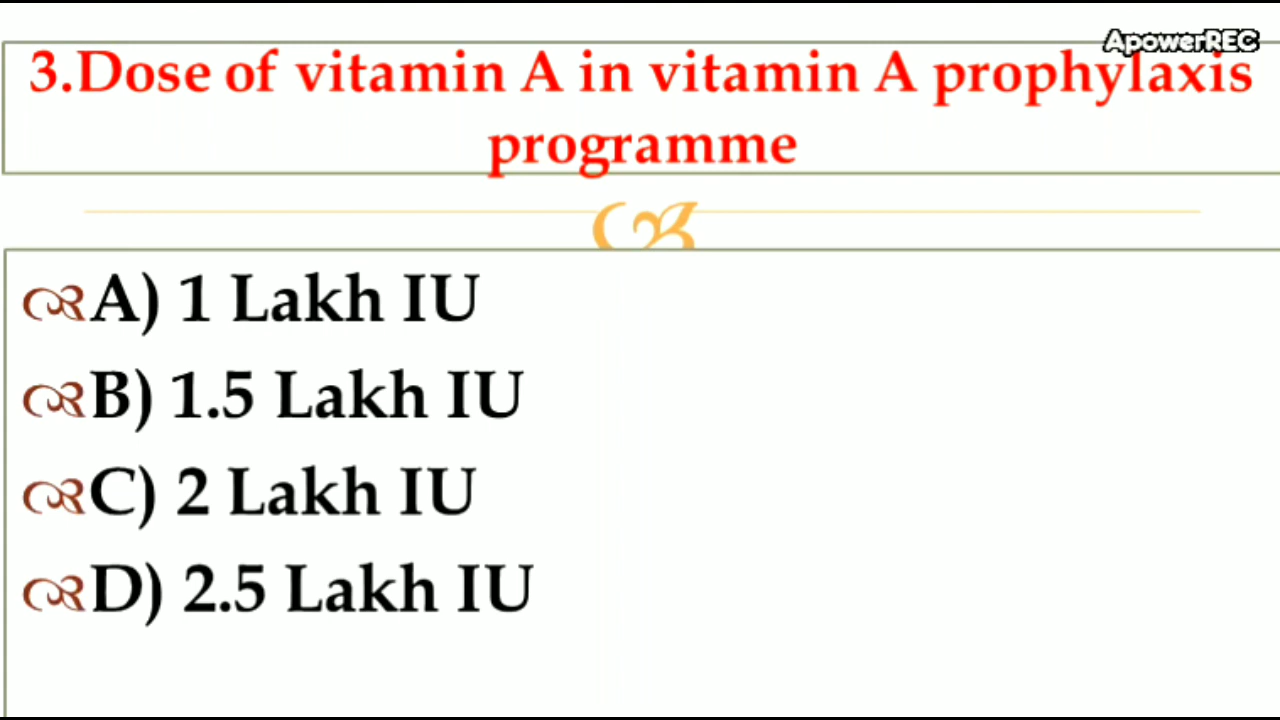 ApowerREC
3.Dose of vitamin A in vitamin A prophylaxis
programme
A) 1 Lakh IU
B) 1.5 Lakh IU
C) 2 Lakh IU
D) 2.5 Lakh IU